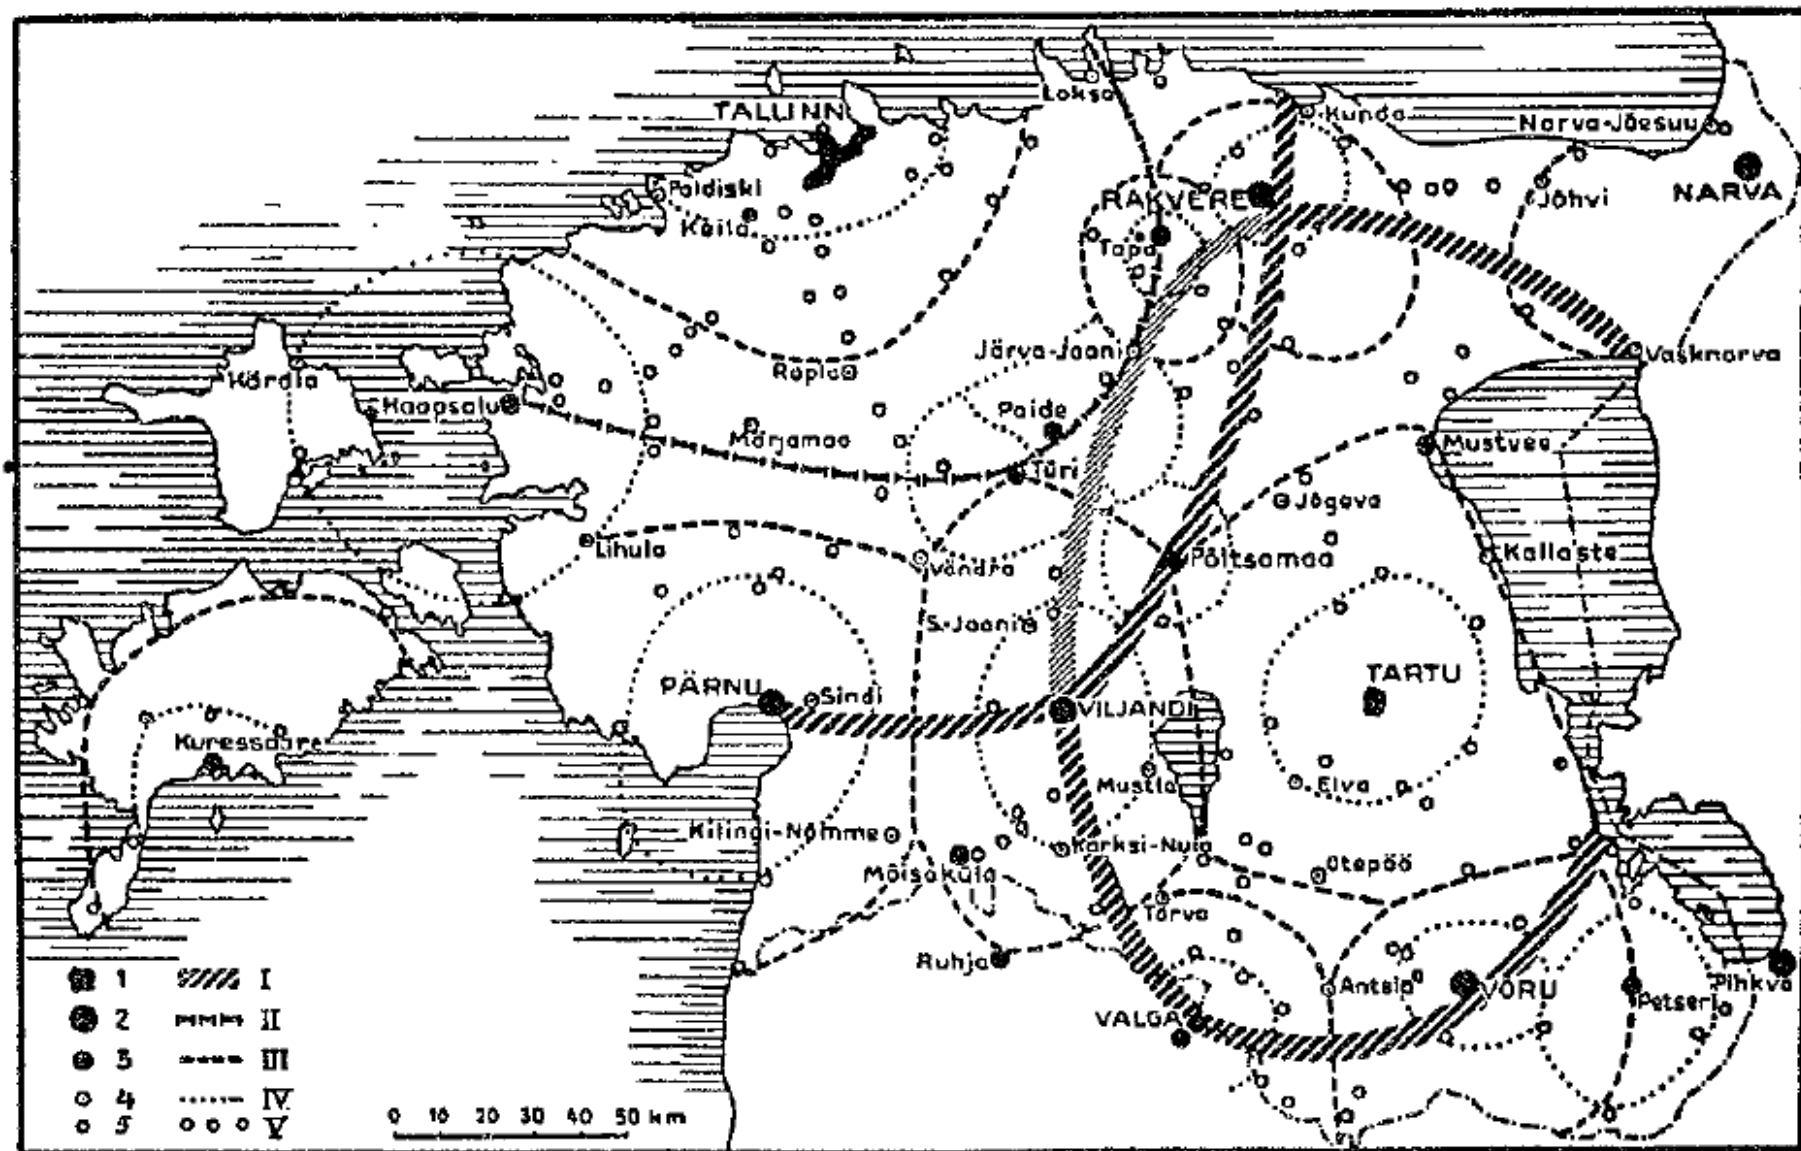 Loksa
TALLINN
Kunda
Narva-Jõesuu
Paldiski
RAKVERE
Jõhvi
NARVA
Keila
Tapa
Järva-Jaani
Vasknarva
Kärdla
Rapla
Haapsalu
Paide
Märjamaa
Mustvee
Türi
Jõgeva
Lihula
Vändra
Põltsamaa
Kallaste
S.-Jaani
PÄRNU
Sindi
VILJANDI
TARTU
Kuressaare
Mustla
Elva
Kilingi-Nõmme
Karksi-Nuia
Mõisaküla
Otepää
Tõrva
Ruhja
Antsla
VÕRU
Petseri
Pihkva
VALGA
1 I
2 II
3 III
4 IV
5 V
0 10 20 30 40 50 km